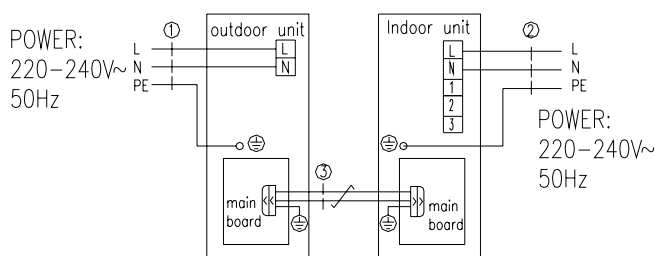 POWER:
220-240V~
50Hz
①
L
N
PE
outdoor unit
L
N
main
board
③
Indoor unit
L
N
1
2
3
main
board
②
L
N
PE
POWER:
220-240V~
50Hz